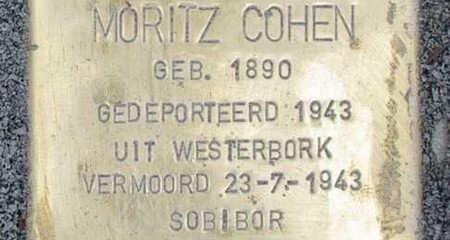 MORITZ COHEN
GEB. 1890
GEDEPORTEERD 1943
UIT WESTERBORK
VERMOORD 23-7-1943
SOBIBOR